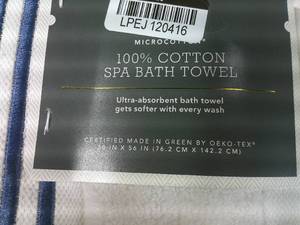 LPEJ 120416
MICROCOTTON®
100% COTTON
SPA BATH TOWEL
Ultra-absorbent bath towel
gets softer with every wash
CERTIFIED MADE IN GREEN BY OEKO-TEX®
30 IN X 56 IN (76.2 CM X 142.2 CM)